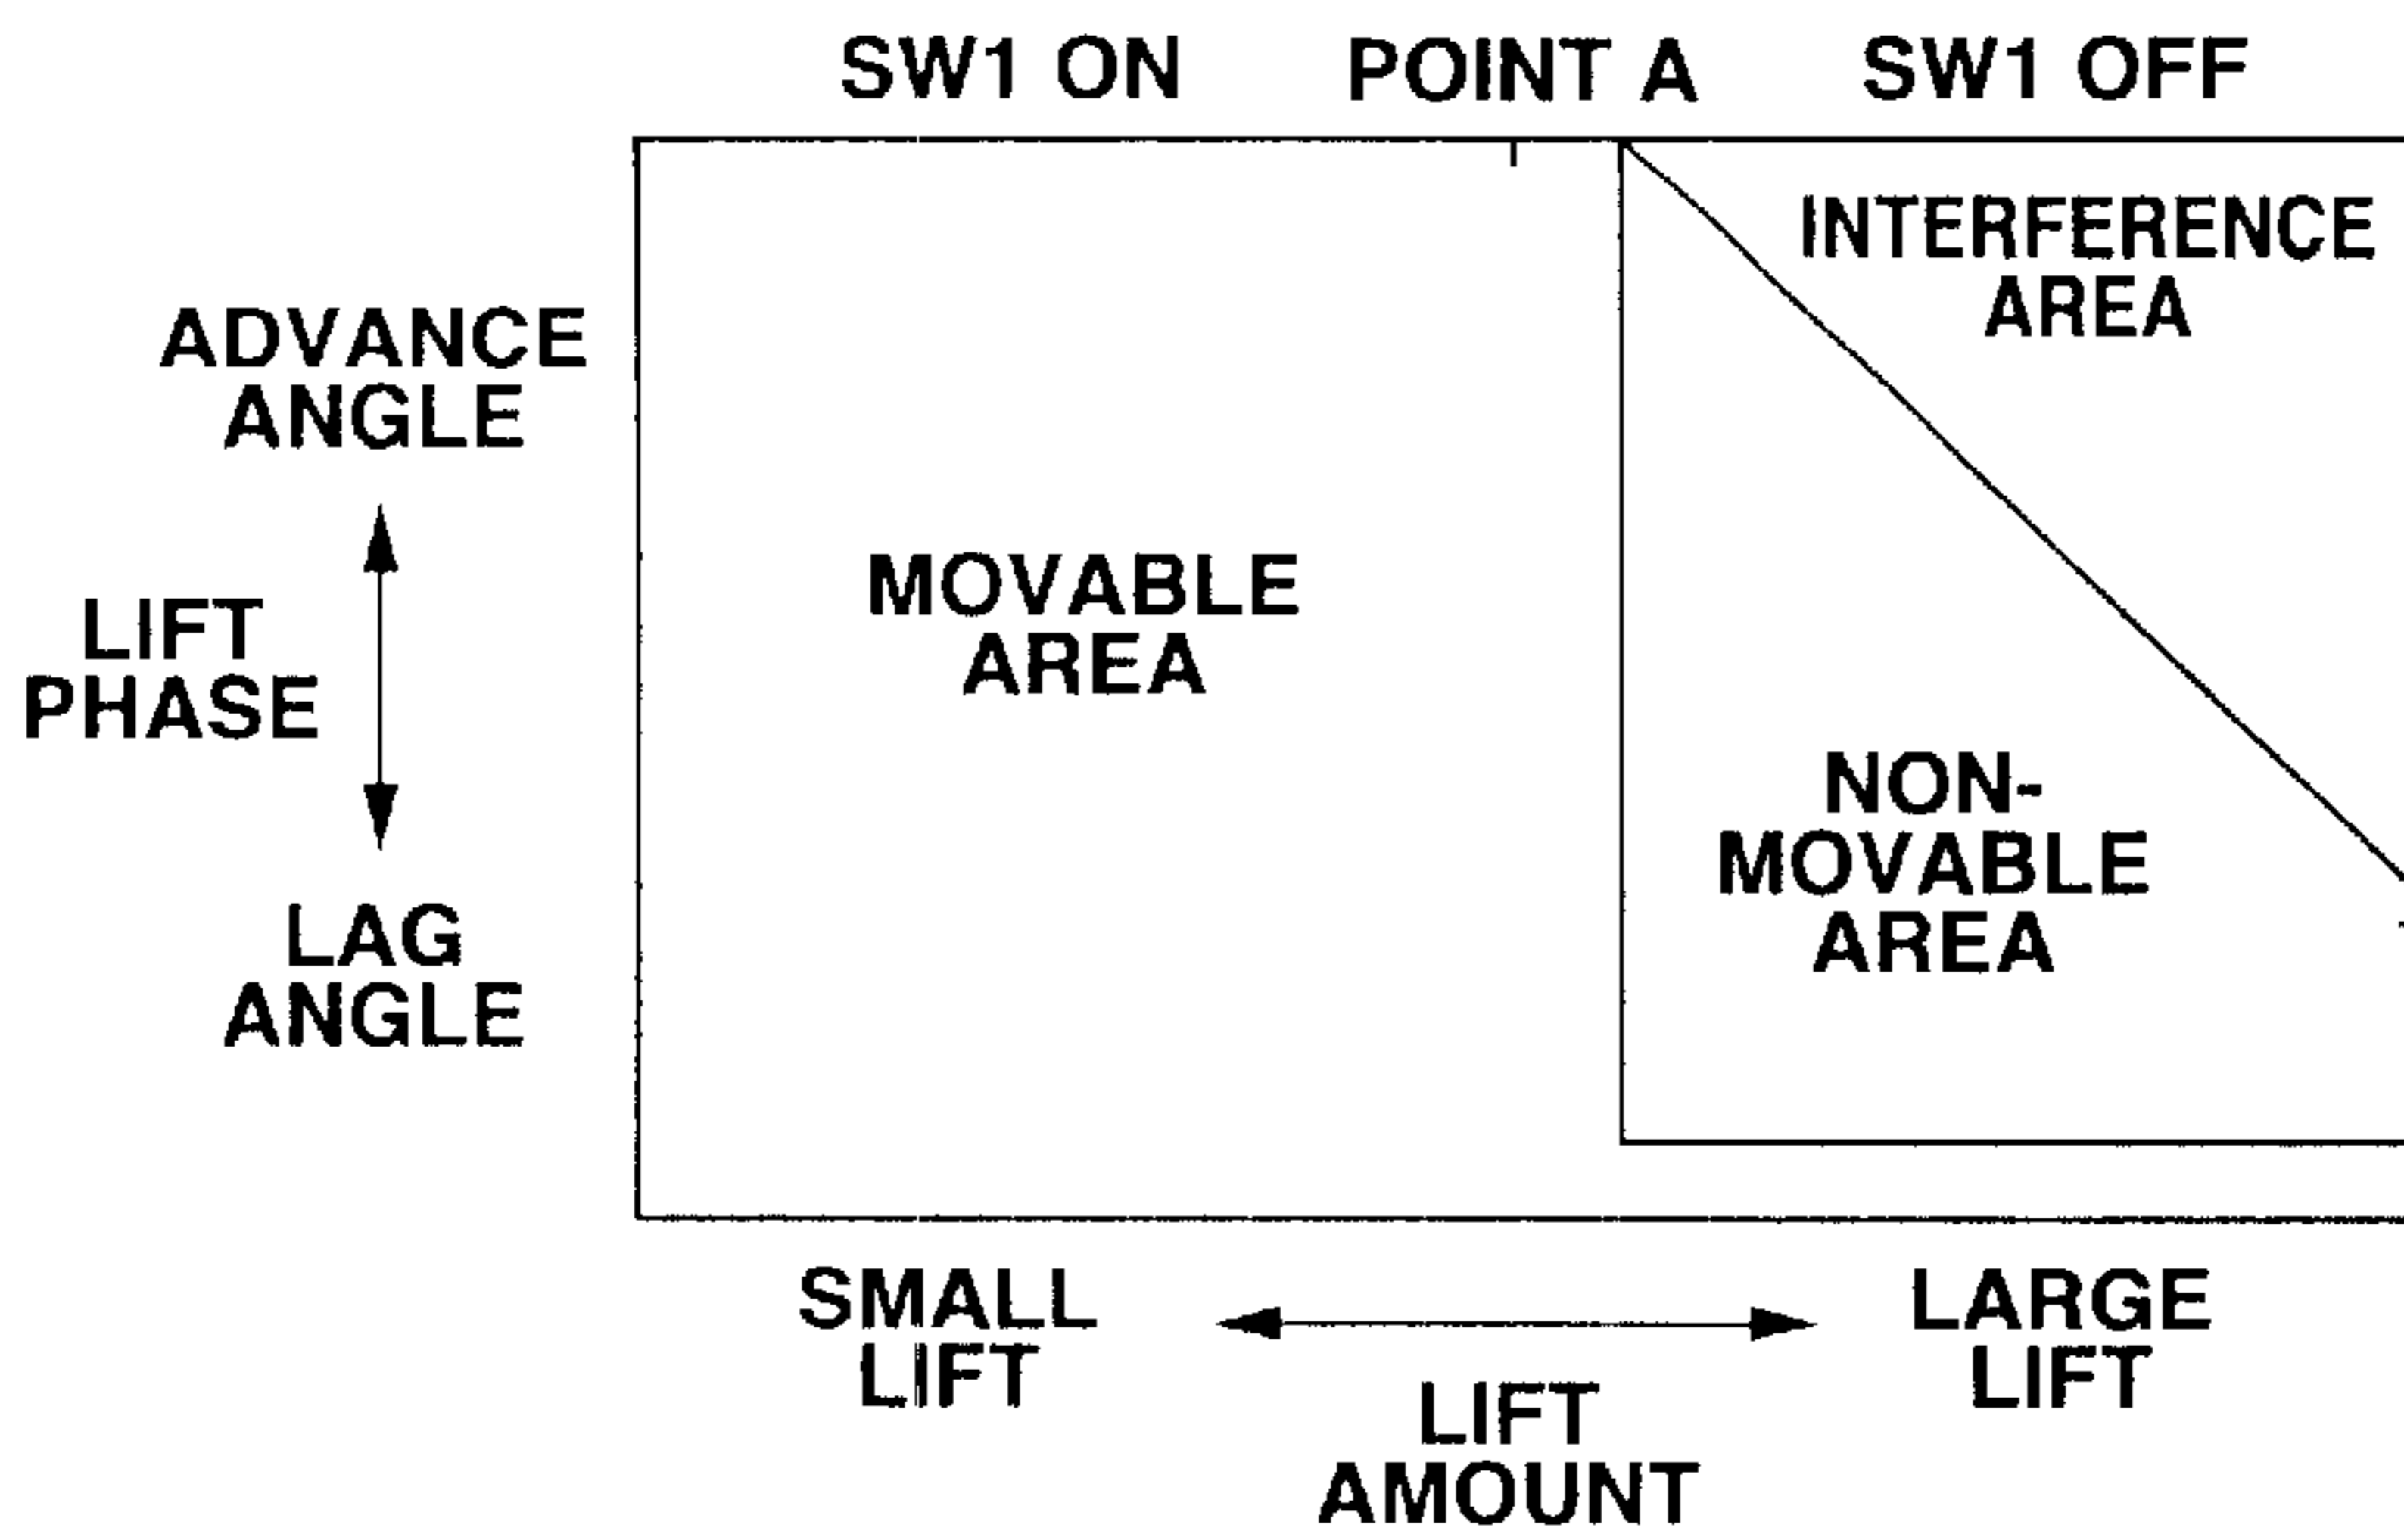 SW1 ON POINT A SW1 OFF
INTERFERENCE
AREA
ADVANCE
ANGLE
MOVABLE
AREA
LIFT
PHASE
NON-
MOVABLE
AREA
LAG
ANGLE
SMALL
LIFT
LARGE
LIFT
LIFT
AMOUNT